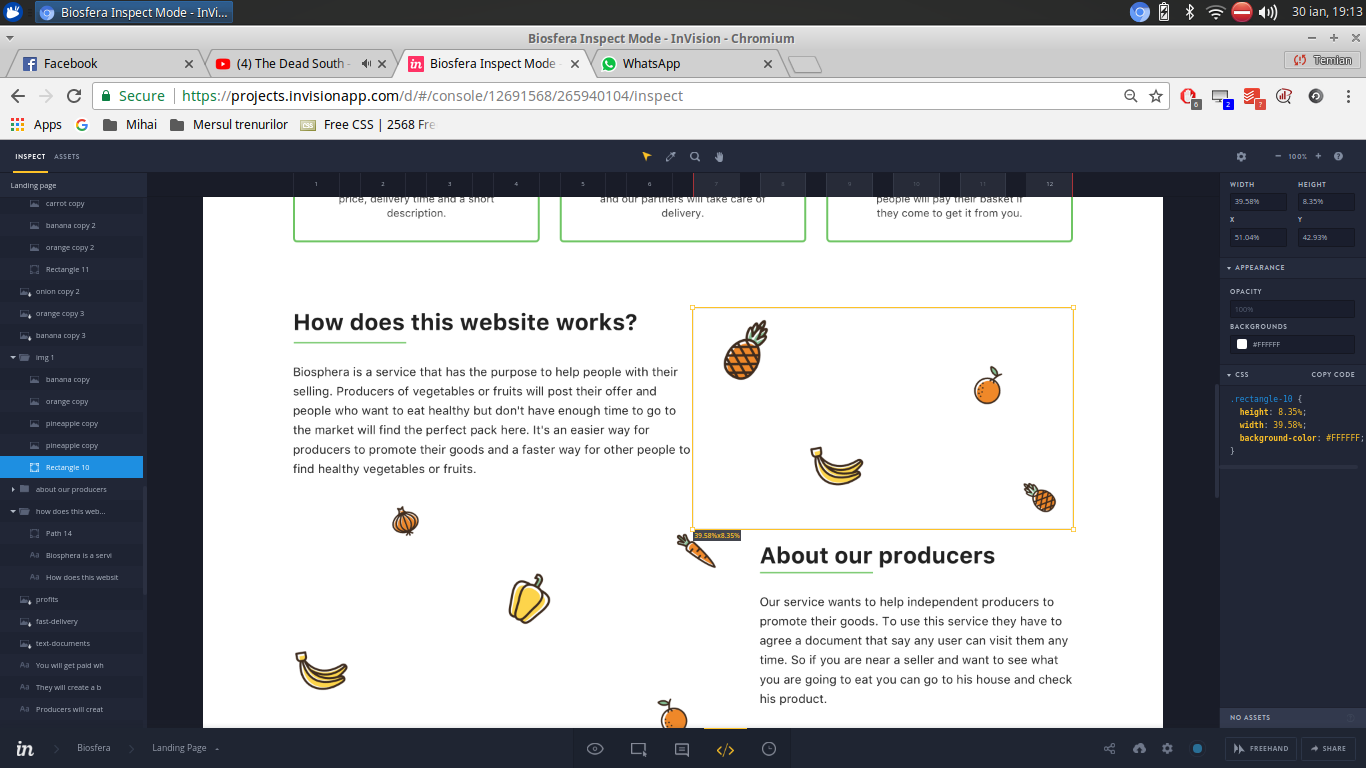 Biosfera Inspect Mode - InVi...
30 ian, 19:13
Biosfera Inspect Mode - InVision - Chromium
Facebook
(4) The Dead South -
Biosfera Inspect Mode -
WhatsApp
Temian
Secure
https://projects.invisionapp.com/d/#/console/12691568/265940104/inspect
6
2
?
Apps
Mihai
Mersul trenurilor
Free CSS | 2568 Fre
INSPECT
ASSETS
100%
Landing page
1 2 3 4 5 6 7 8 9 10 11 12
carrot copy
banana copy 2
orange copy 2
Rectangle 11
onion copy 2
orange copy 3
banana copy 3
img 1
banana copy
orange copy
pineapple copy
pineapple copy
Rectangle 10
about our producers
how does this web...
Path 14
Biosphera is a servi
How does this websit
profits
fast-delivery
text-documents
You will get paid wh
They will create a b
Producers will creat
price, delivery time and a short
description.
and our partners will take care of
delivery.
people will pay their basket if
they come to get it from you.
How does this website works?
Biosphera is a service that has the purpose to help people with their
selling. Producers of vegetables or fruits will post their offer and
people who want to eat healthy but don't have enough time to go to
the market will find the perfect pack here. It's an easier way for
producers to promote their goods and a faster way for other people to
find healthy vegetables or fruits.
39.58%x8.35%
About our producers
Our service wants to help independent producers to
promote their goods. To use this service they have to
agree a document that say any user can visit them any
time. So if you are near a seller and want to see what
you are going to eat you can go to his house and check
his product.
WIDTH
HEIGHT
39.58%
8.35%
X
Y
51.04%
42.93%
APPEARANCE
OPACITY
100%
BACKGROUNDS
#FFFFFF
CSS
COPY CODE
.rectangle-10 {
height: 8.35%;
width: 39.58%;
background-color: #FFFFFF;
}
NO ASSETS
in
Biosfera
Landing Page
FREEHAND
SHARE